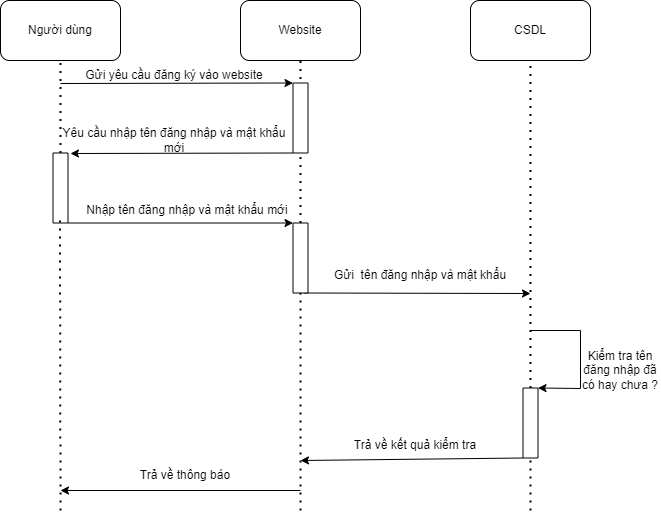 Người dùng
Website
CSDL
Gửi yêu cầu đăng ký vào website
Yêu cầu nhập tên đăng nhập và mật khẩu
mới
Nhập tên đăng nhập và mật khẩu mới
Gửi tên đăng nhập và mật khẩu
Kiểm tra tên
đăng nhập đã
có hay chưa ?
Trả về kết quả kiểm tra
Trả về thông báo